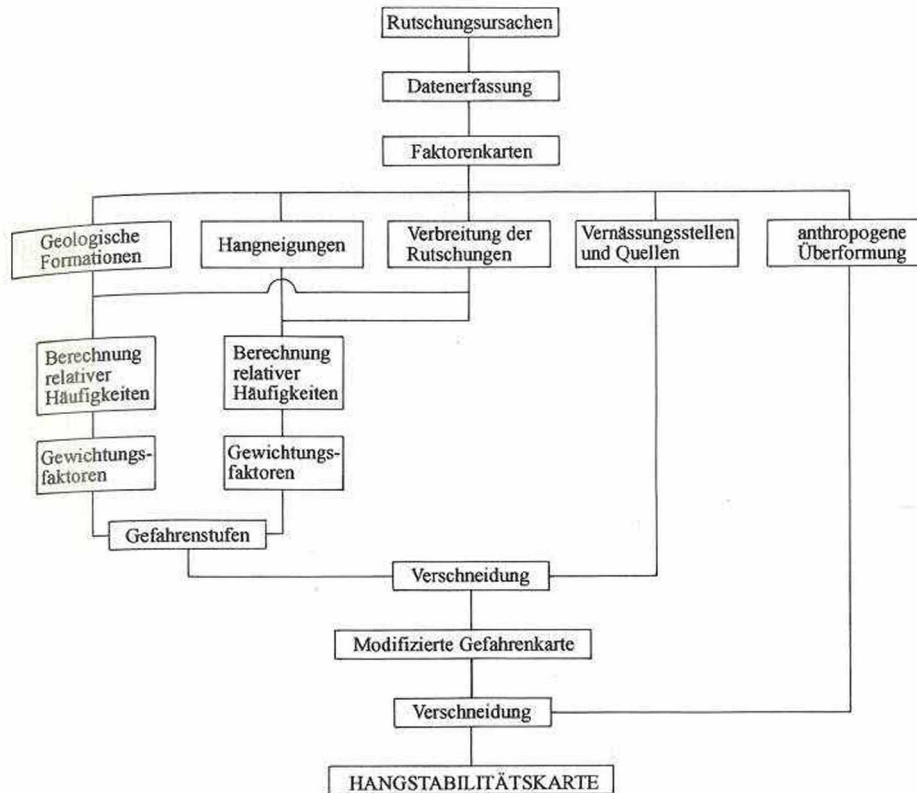 Rutschungsursachen
Datenerfassung
Faktorenkarten
Geologische
Formationen
Hangneigungen
Verbreitung der
Rutschungen
Vernässungsstellen
und Quellen
anthropogene
Überformung
Berechnung
relativer
Häufigkeiten
Berechnung
relativer
Häufigkeiten
Gewichtungs-
faktoren
Gewichtungs-
faktoren
Gefahrenstufen
Verschneidung
Modifizierte Gefahrenkarte
Verschneidung
HANGSTABILITÄTSKARTE